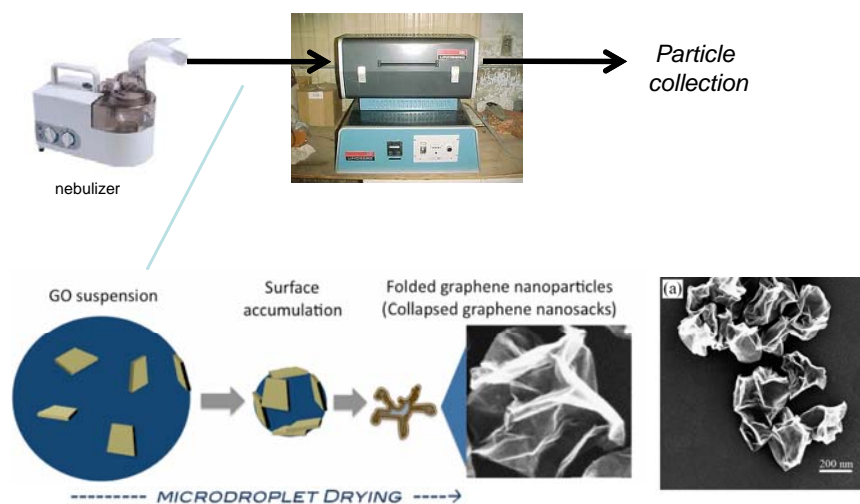 Particle
collection
nebulizer
GO suspension
Surface
accumulation
Folded graphene nanoparticles
(Collapsed graphene nanosacks)
(a)
200 nm
MICRODROPLET DRYING